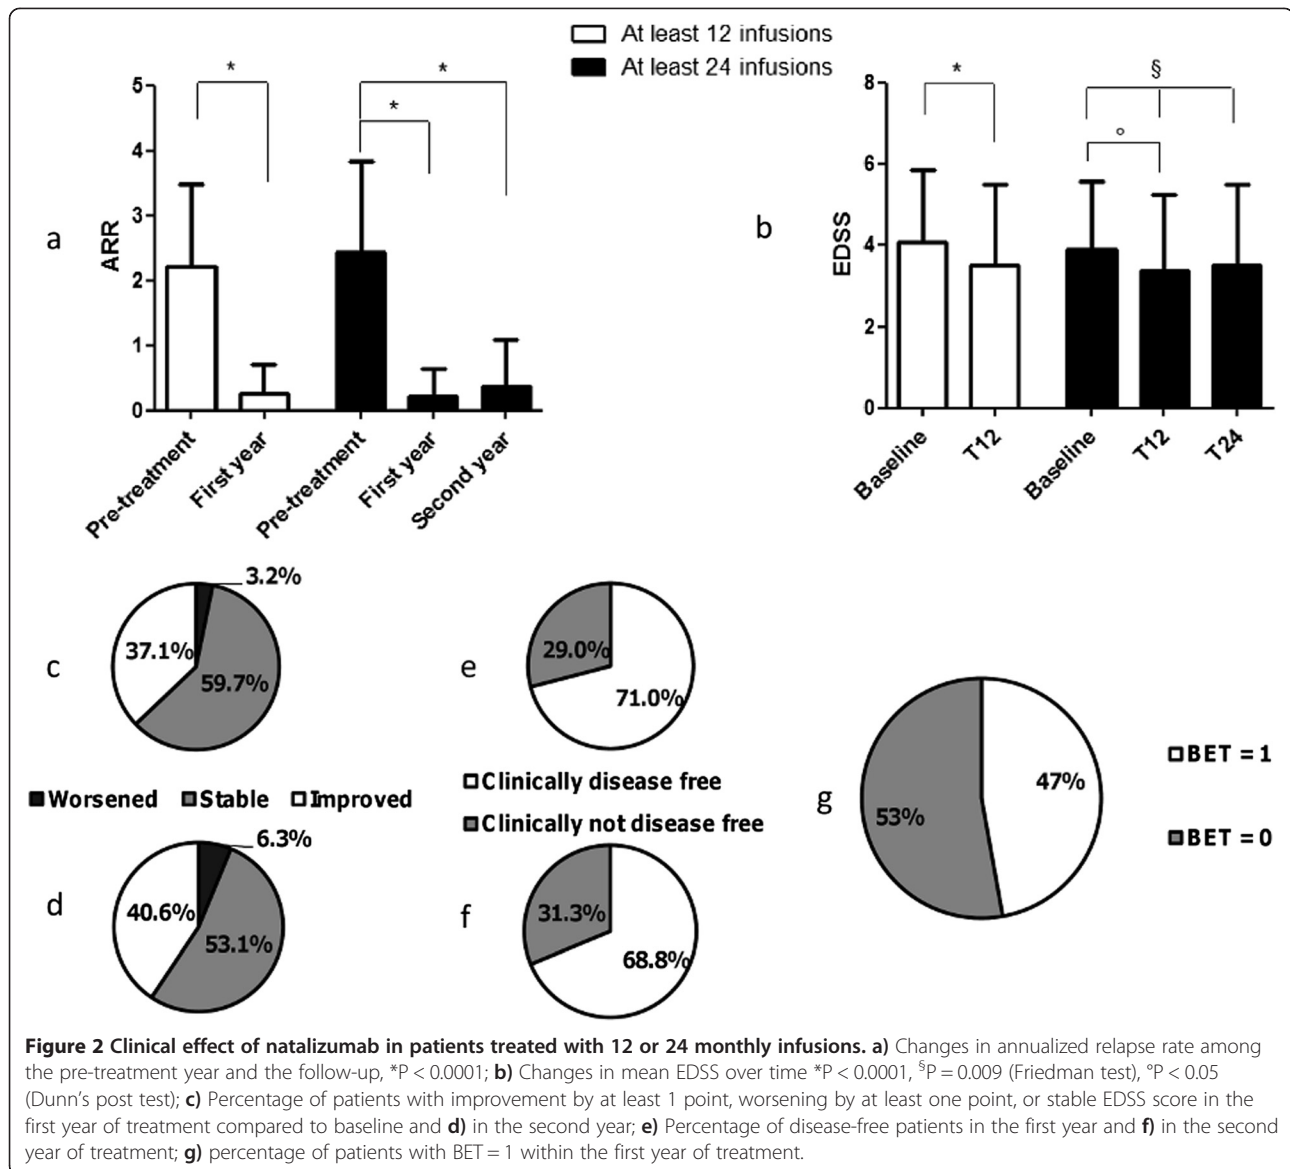 At least 12 infusions
At least 24 infusions
a
ARR
5
4
3
2
1
0
*
*
*
Pre-treatment
First year
Pre-treatment
First year
Second year
b
EDSS
8
6
4
2
0
*
§
°
Baseline
T12
Baseline
T12
T24
c
3.2%
37.1%
59.7%
Worsened Stable Improved
d
6.3%
40.6%
53.1%
e
29.0%
71.0%
Clinically disease free
Clinically not disease free
f
31.3%
68.8%
g
47%
53%
BET = 1
BET = 0
Figure 2 Clinical effect of natalizumab in patients treated with 12 or 24 monthly infusions. a) Changes in annualized relapse rate among
the pre-treatment year and the follow-up, *P < 0.0001; b) Changes in mean EDSS over time *P < 0.0001, §P = 0.009 (Friedman test), °P < 0.05
(Dunn's post test); c) Percentage of patients with improvement by at least 1 point, worsening by at least one point, or stable EDSS score in the
first year of treatment compared to baseline and d) in the second year; e) Percentage of disease-free patients in the first year and f) in the second
year of treatment; g) percentage of patients with BET = 1 within the first year of treatment.